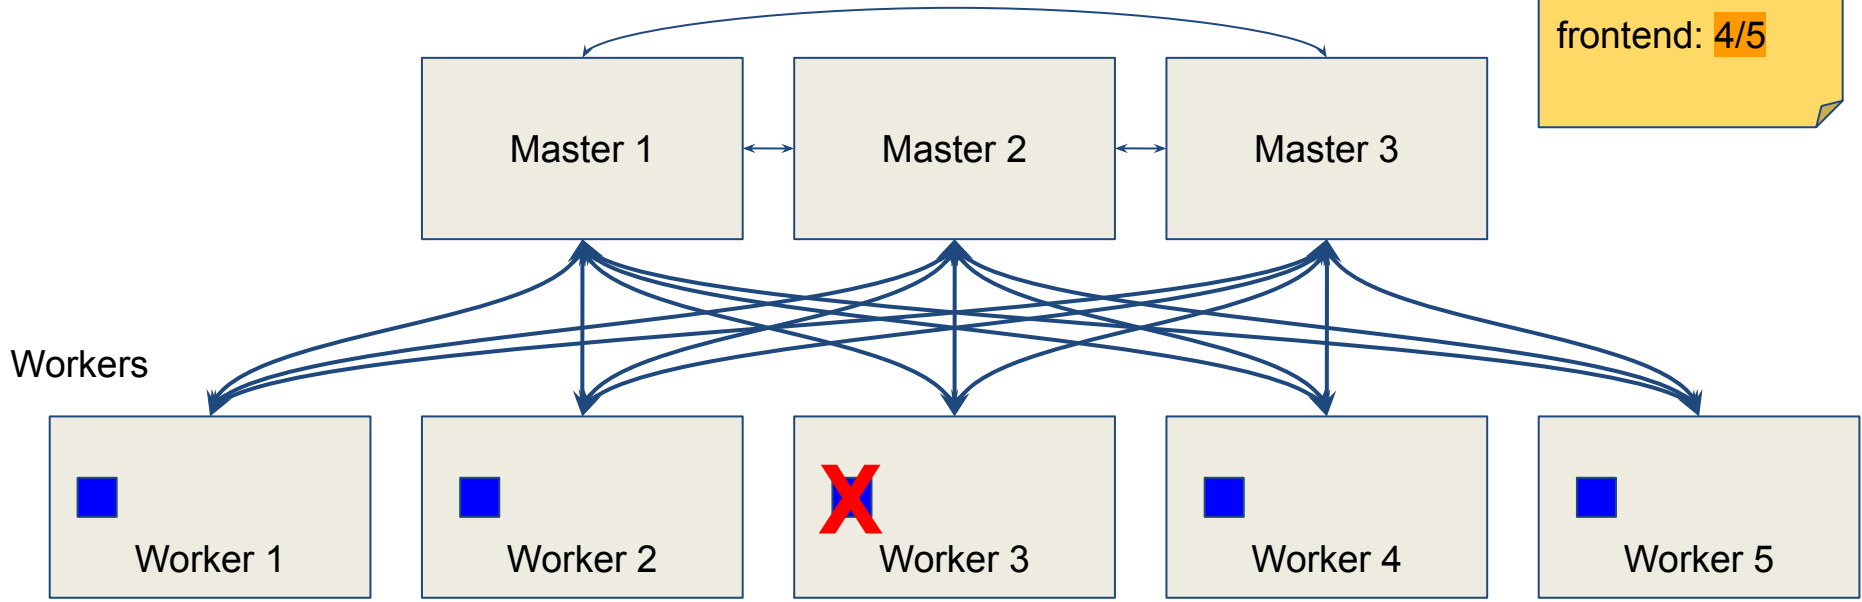 frontend: 4/5
Master 1
Master 2
Master 3
Workers
X
Worker 1
Worker 2
Worker 3
Worker 4
Worker 5